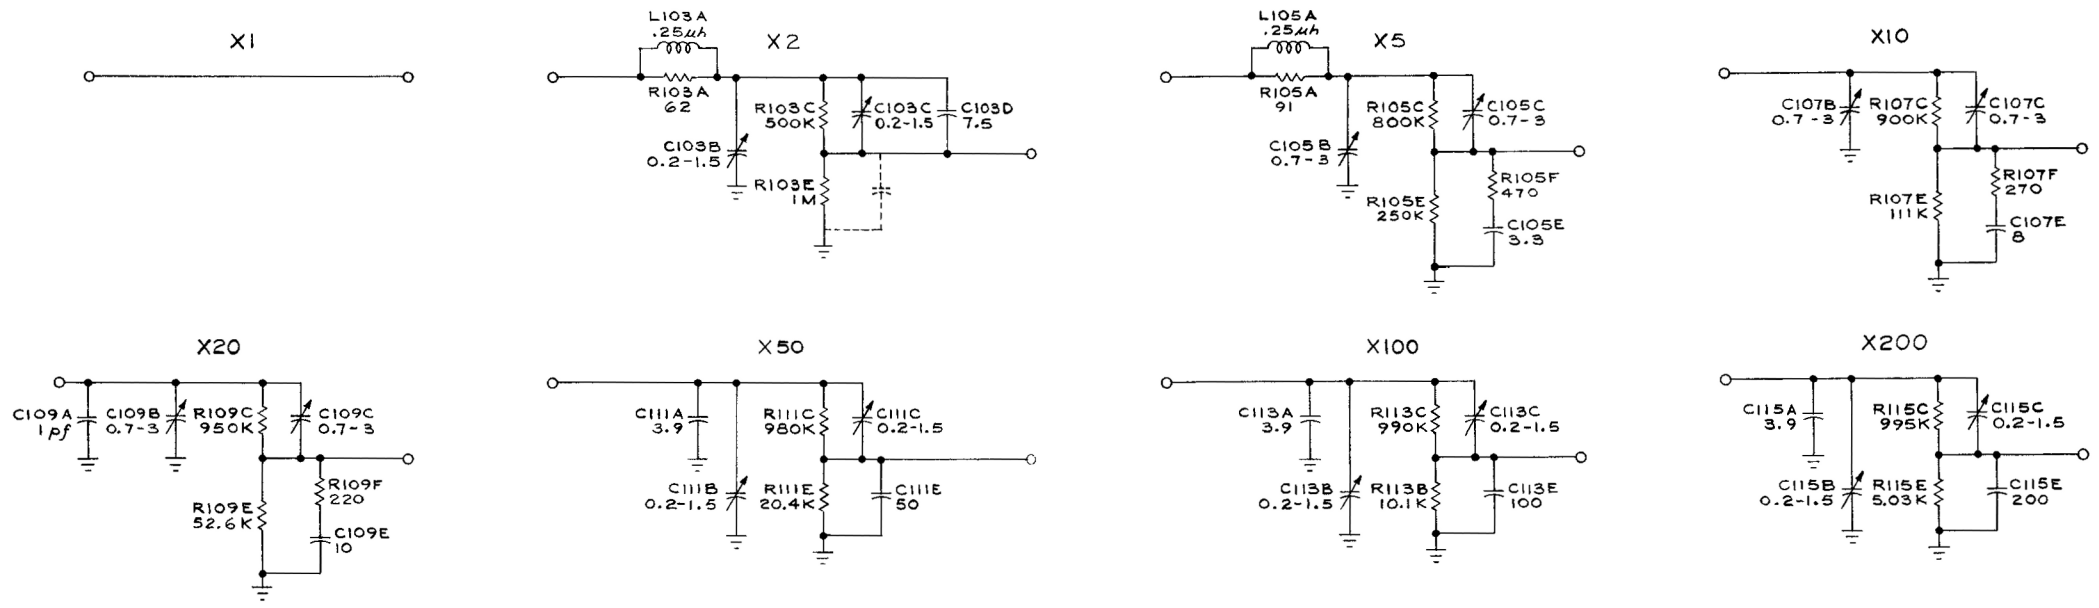 X1
X2
L103A
.25μh
R103A
62
C103B
0.2-1.5
R103C
500K
C103C
0.2-1.5
C103D
7.5
R103E
1M
X5
L105A
.25μh
R105A
91
C105B
0.7-3
R105C
800K
C105C
0.7-3
R105E
250K
R105F
470
C105E
3.3
X10
C107B
0.7-3
R107C
900K
C107C
0.7-3
R107E
111K
R107F
270
C107E
8
X20
C109A
1pf
C109B
0.7-3
R109C
950K
C109C
0.7-3
R109E
52.6K
R109F
220
C109E
10
X50
C111A
3.9
C111B
0.2-1.5
R111C
980K
C111C
0.2-1.5
R111E
20.4K
C111E
50
X100
C113A
3.9
C113B
0.2-1.5
R113C
990K
C113C
0.2-1.5
R113B
10.1K
C113E
100
X200
C115A
3.9
C115B
0.2-1.5
R115C
995K
C115C
0.2-1.5
R115E
5.03K
C115E
200